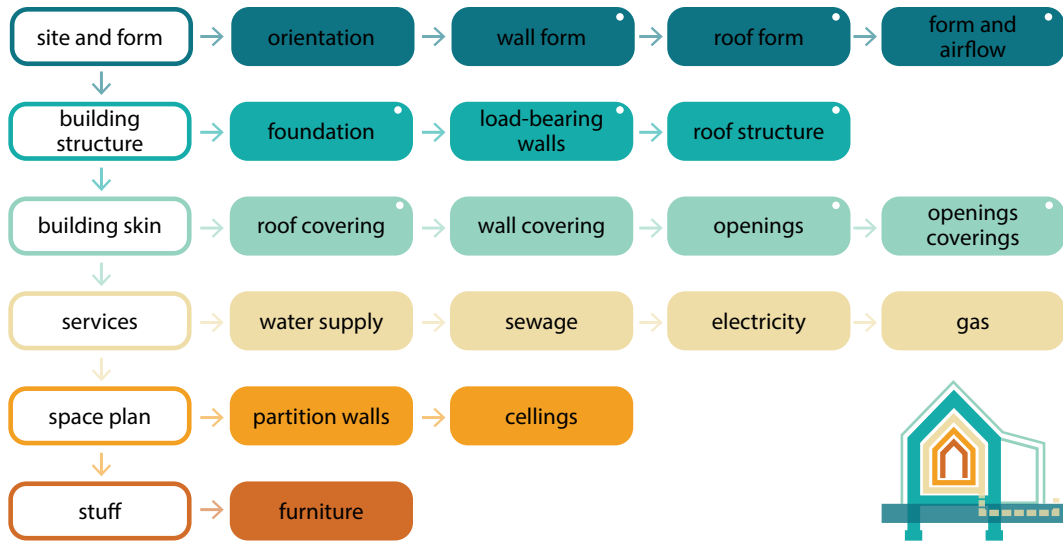 site and form
orientation
wall form
roof form
form and
airflow
building
structure
foundation
load-bearing
walls
roof structure
building skin
roof covering
wall covering
openings
openings
coverings
services
water supply
sewage
electricity
gas
space plan
partition walls
cellings
stuff
furniture